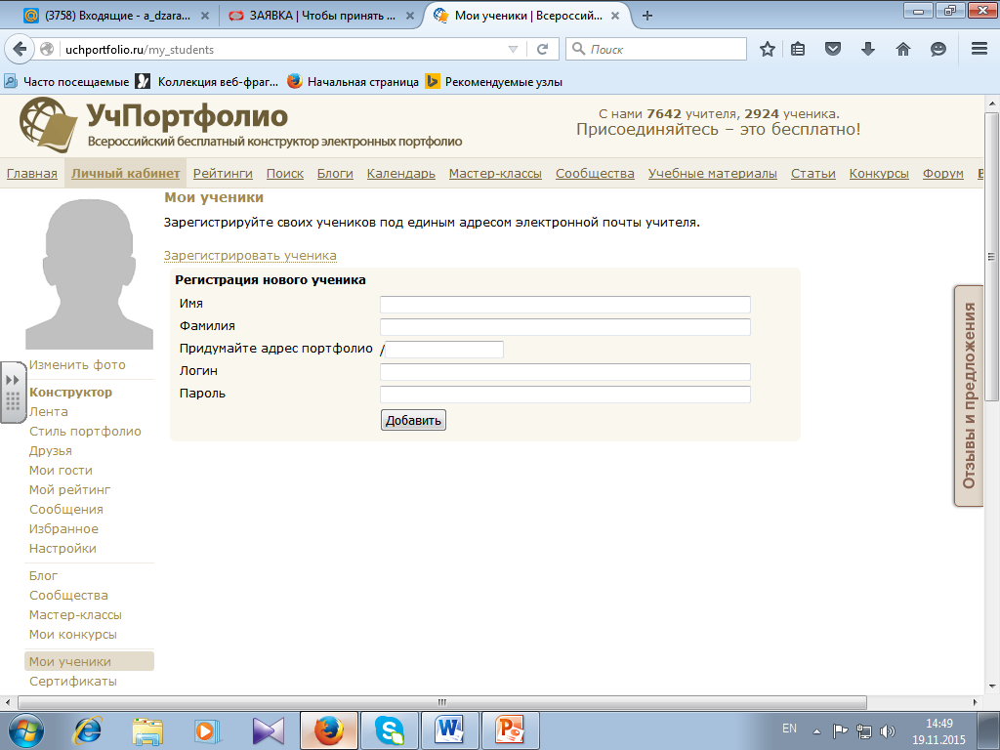 (3758) Входящие - a_dzara...
ЗАЯВКА | Чтобы принять ...
Мои ученики | Всероссий...
uchportfolio.ru/my_students
Поиск
Часто посещаемые
Коллекция веб-фраг...
Начальная страница
Рекомендуемые узлы
УчПортфолио
Всероссийский бесплатный конструктор электронных портфолио
С нами 7642 учителя, 2924 ученика.
Присоединяйтесь – это бесплатно!
Главная Личный кабинет Рейтинги Поиск Блоги Календарь Мастер-классы Сообщества Учебные материалы Статьи Конкурсы Форум
Мои ученики
Зарегистрируйте своих учеников под единым адресом электронной почты учителя.
Зарегистрировать ученика
Регистрация нового ученика
Имя
Фамилия
Придумайте адрес портфолио /
Логин
Пароль
Добавить
Изменить фото
Конструктор
Лента
Стиль портфолио
Друзья
Мои гости
Мой рейтинг
Сообщения
Избранное
Настройки
Блог
Сообщества
Мастер-классы
Мои конкурсы
Мои ученики
Сертификаты
Отзывы и предложения
EN
14:49
19.11.2015